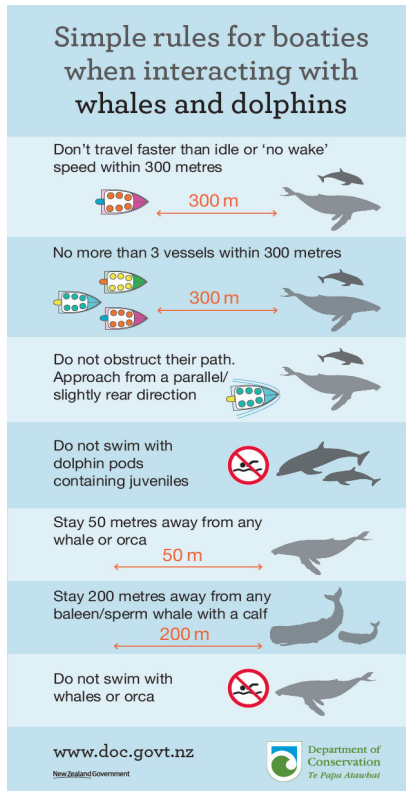 Simple rules for boaties
when interacting with
whales and dolphins
Don't travel faster than idle or 'no wake'
speed within 300 metres
300 m
No more than 3 vessels within 300 metres
300 m
Do not obstruct their path.
Approach from a parallel/
slightly rear direction
Do not swim with
dolphin pods
containing juveniles
Stay 50 metres away from any
whale or orca
50 m
Stay 200 metres away from any
baleen/sperm whale with a calf
200 m
Do not swim with
whales or orca
www.doc.govt.nz
New Zealand Government
Department of
Conservation
Te Papa Atawhai